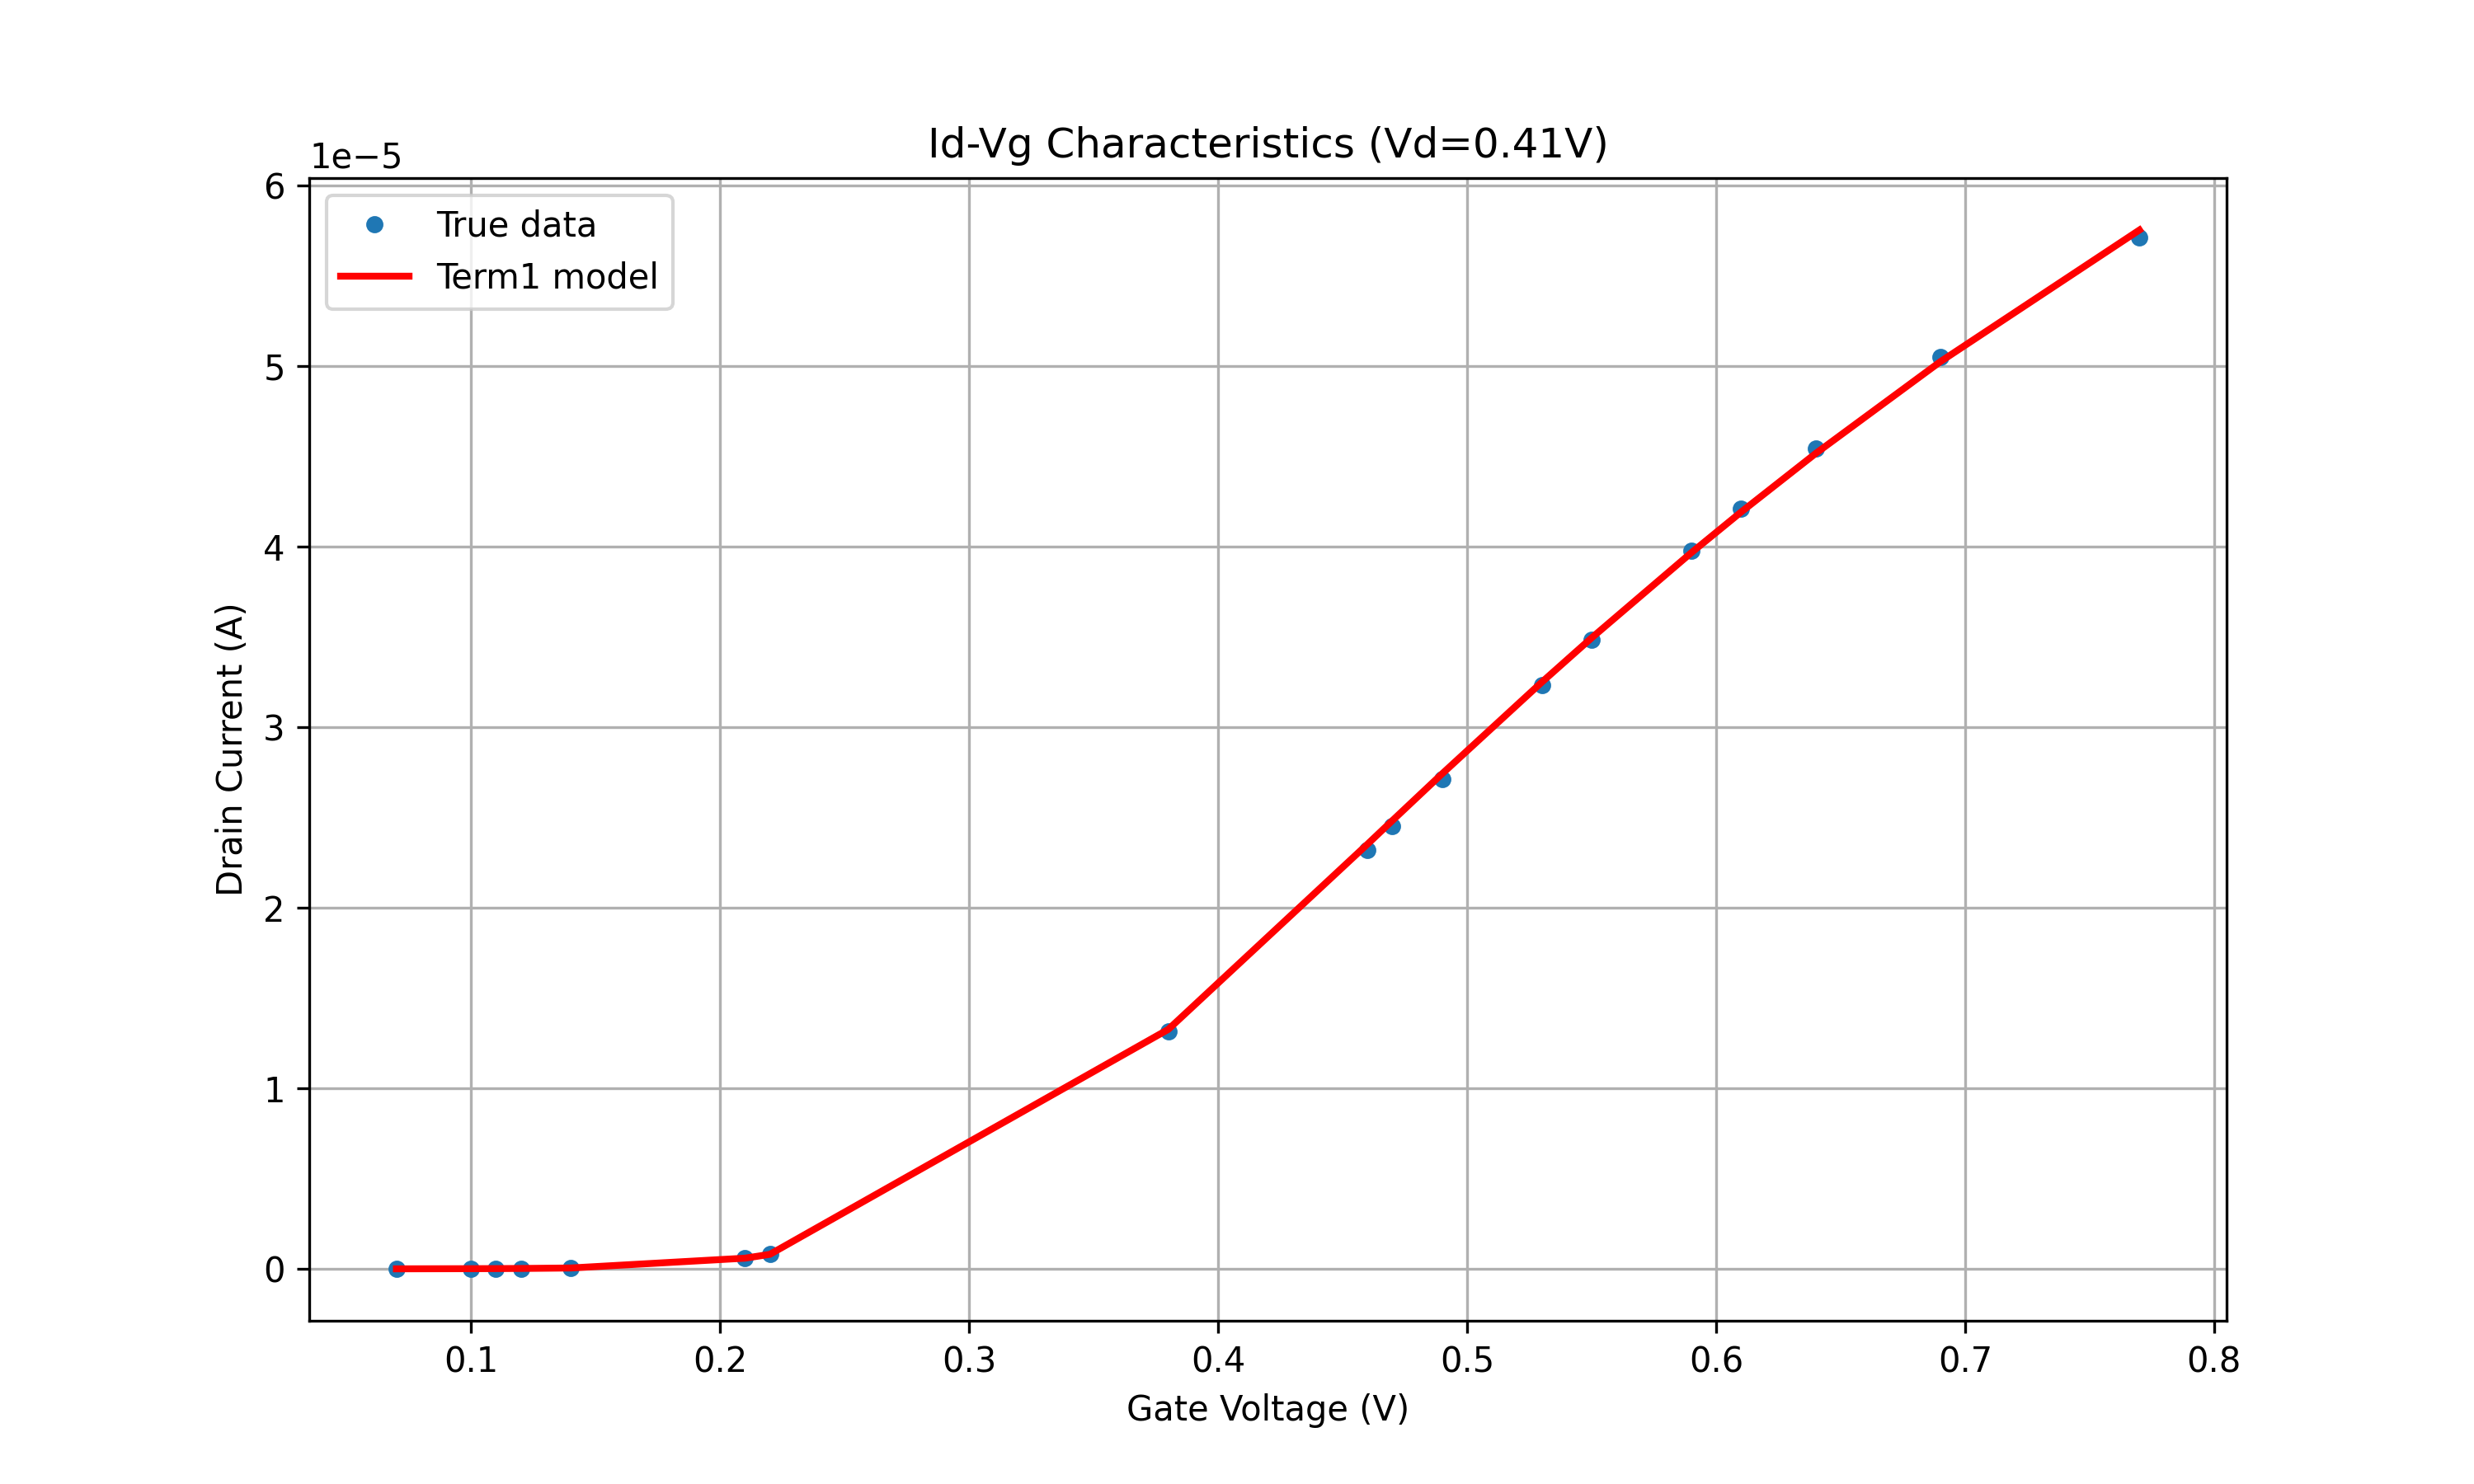 Id-Vg Characteristics (Vd=0.41V)
1e−5
True data
Term1 model
6
5
4
3
2
1
0
Drain Current (A)
0.1 0.2 0.3 0.4 0.5 0.6 0.7 0.8
Gate Voltage (V)